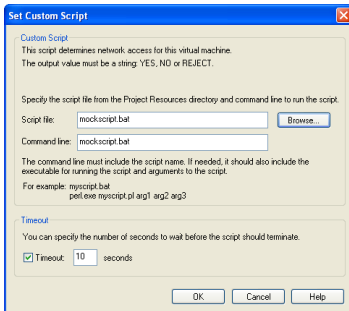 Set Custom Script
Custom Script
This script determines network access for this virtual machine.
The output value must be a string: YES, NO or REJECT.
Specify the script file from the Project Resources directory and command line to run the script.
Script file: mockscript.bat Browse...
Command line: mockscript.bat
The command line must include the script name. If needed, it should also include the
executable for running the script and arguments to the script.
For example: myscript.bat
perl.exe myscript.pl arg1 arg2 arg3
Timeout
You can specify the number of seconds to wait before the script should terminate.
Timeout: 10 seconds
OK Cancel Help